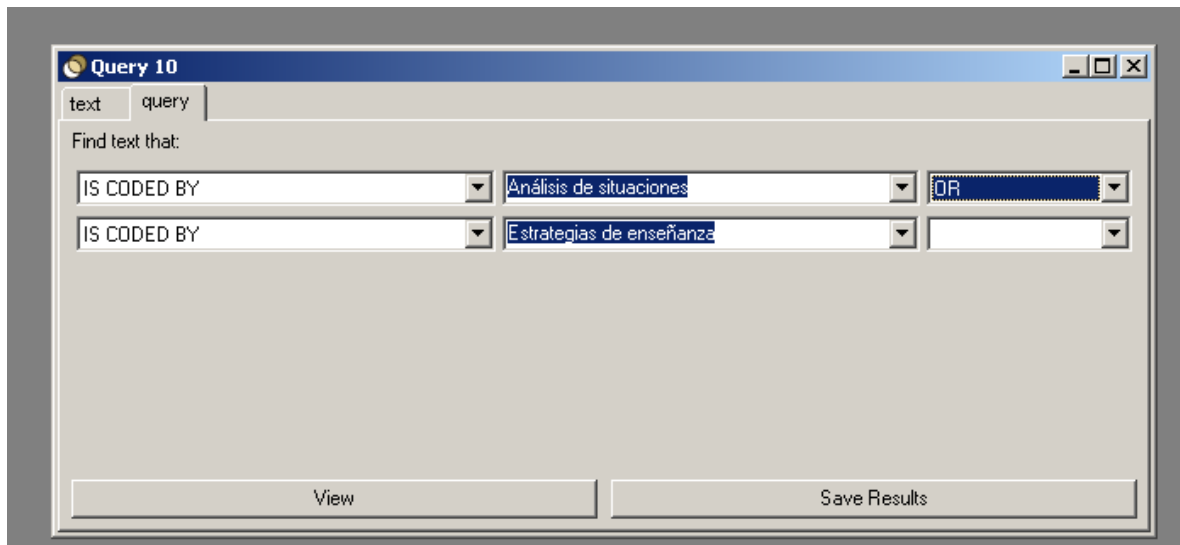 Query 10
text query
Find text that:
IS CODED BY Análisis de situaciones OR
IS CODED BY Estrategias de enseñanza
View Save Results